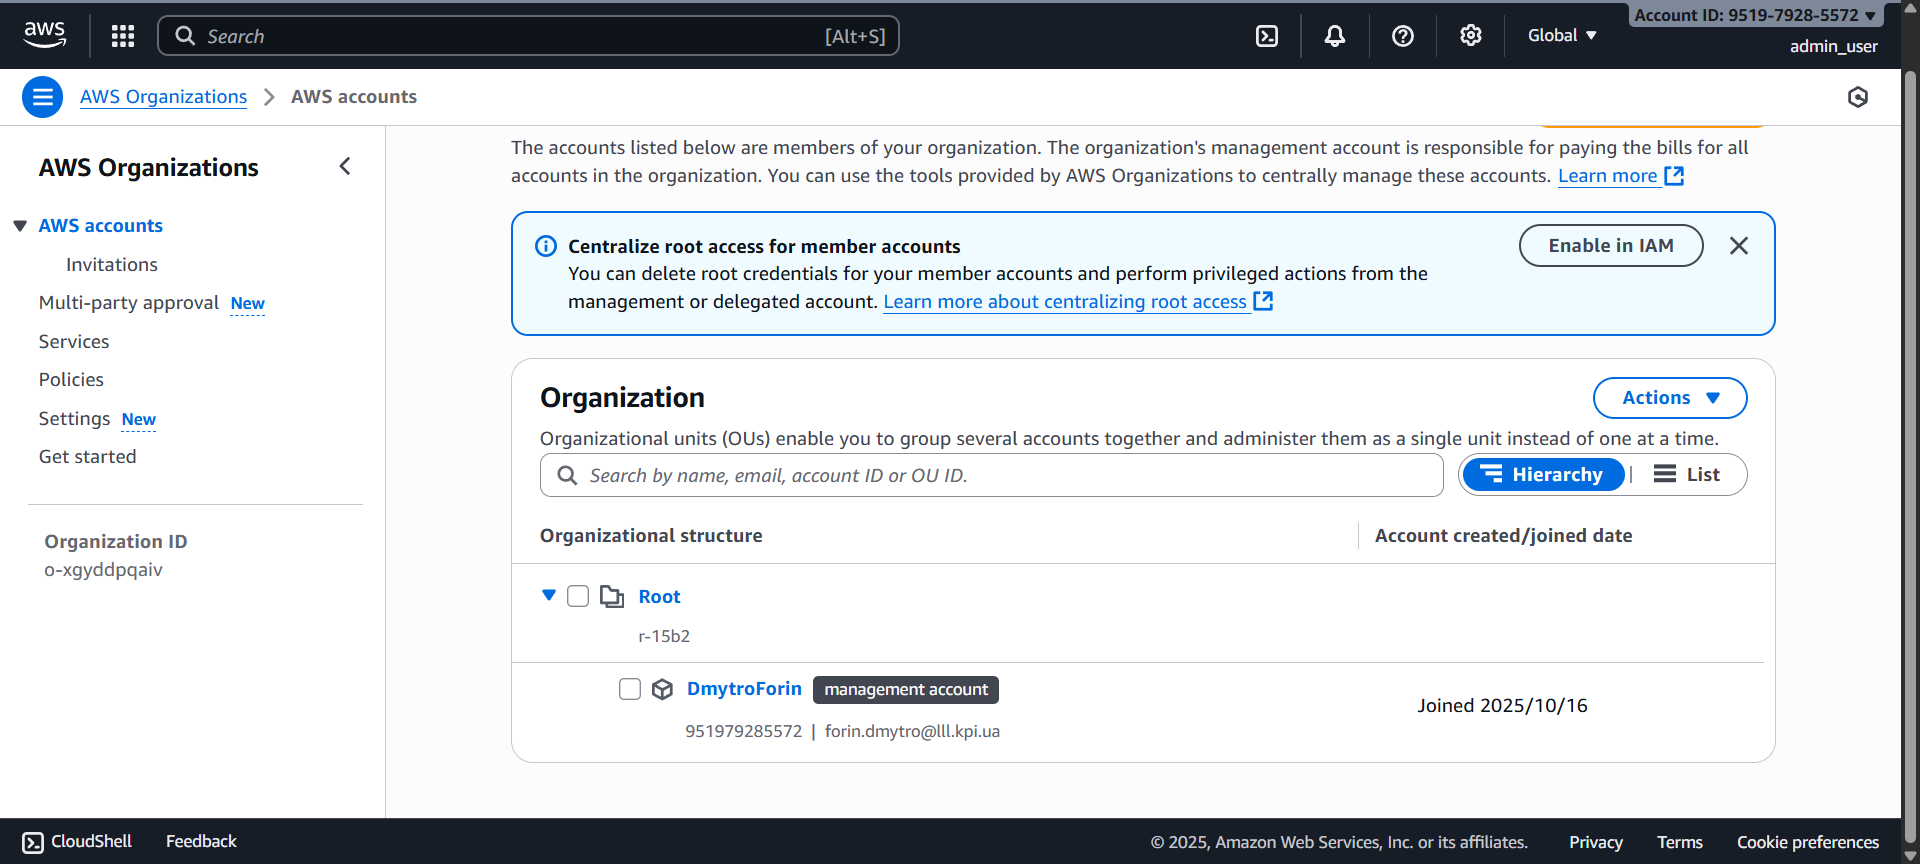 aws
Search
[Alt+S]
Global
Account ID: 9519-7928-5572
admin_user
AWS Organizations
AWS accounts
AWS Organizations
AWS accounts
Invitations
Multi-party approval New
Services
Policies
Settings New
Get started
Organization ID
o-xgyddpqaiv
The accounts listed below are members of your organization. The organization's management account is responsible for paying the bills for all
accounts in the organization. You can use the tools provided by AWS Organizations to centrally manage these accounts. Learn more
Centralize root access for member accounts
You can delete root credentials for your member accounts and perform privileged actions from the
management or delegated account. Learn more about centralizing root access
Enable in IAM
Organization
Actions
Organizational units (OUs) enable you to group several accounts together and administer them as a single unit instead of one at a time.
Search by name, email, account ID or OU ID.
Hierarchy | List
Organizational structure
Account created/joined date
Root
r-15b2
DmytroForin management account
951979285572 | forin.dmytro@lll.kpi.ua
Joined 2025/10/16
CloudShell
Feedback
© 2025, Amazon Web Services, Inc. or its affiliates.
Privacy
Terms
Cookie preferences